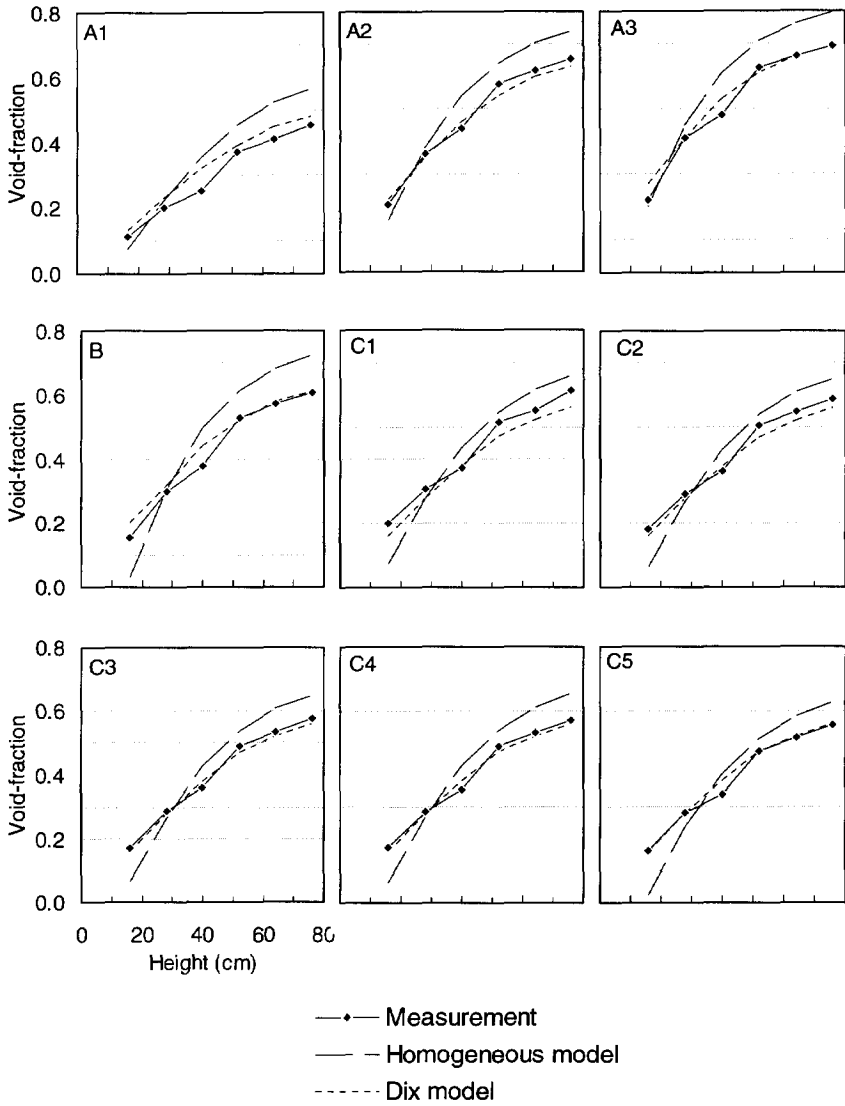 A1
A2
A3
0.8
0.6
0.4
0.2
0.0
Void-fraction
B
C1
C2
0.8
0.6
0.4
0.2
0.0
Void-fraction
C3
C4
C5
0.8
0.6
0.4
0.2
0.0
Void-fraction
0 20 40 60 80
Height (cm)
Measurement
Homogeneous model
Dix model